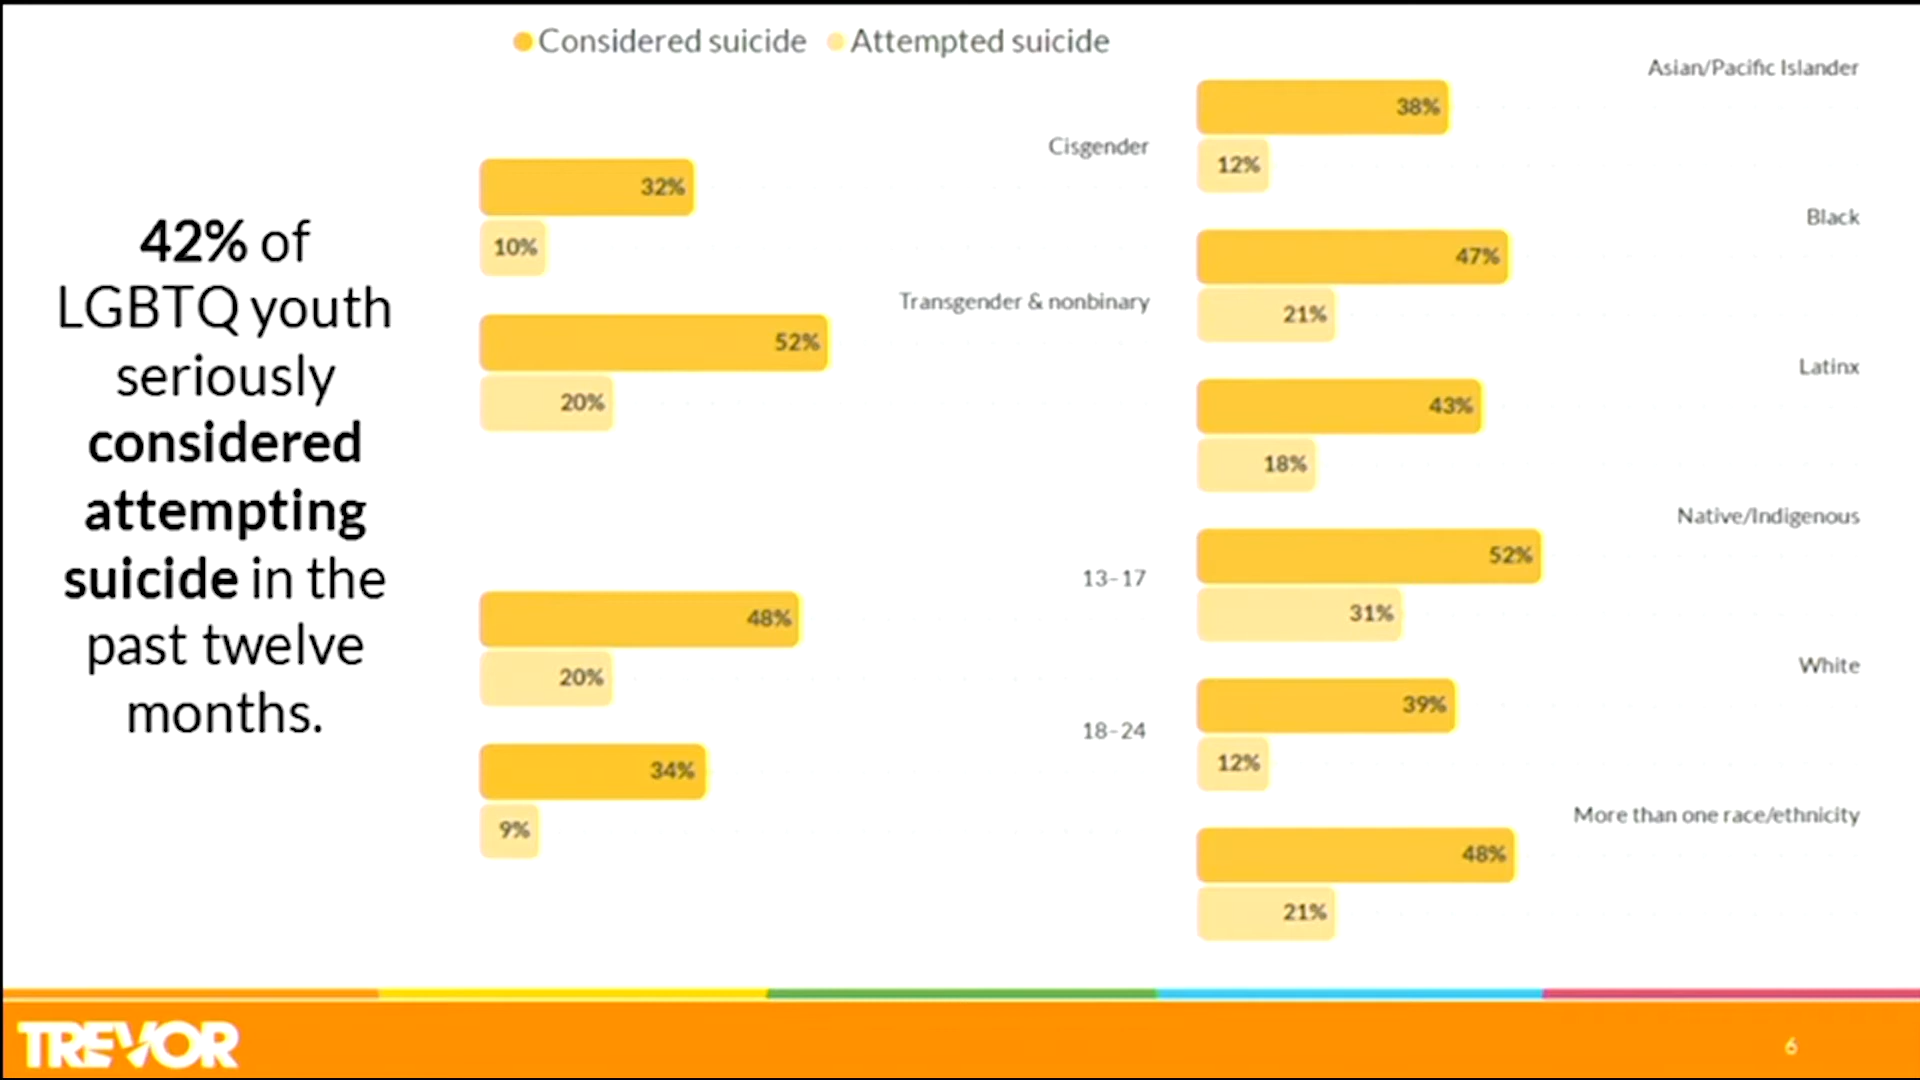 Considered suicide Attempted suicide
42% of
LGBTQ youth
seriously
considered
attempting
suicide in the
past twelve
months.
Cisgender
32%
10%
Transgender & nonbinary
52%
20%
13-17
48%
20%
18-24
34%
9%
Asian/Pacific Islander
38%
12%
Black
47%
21%
Latinx
43%
18%
Native/Indigenous
52%
31%
White
39%
12%
More than one race/ethnicity
48%
21%
TREVOR
6